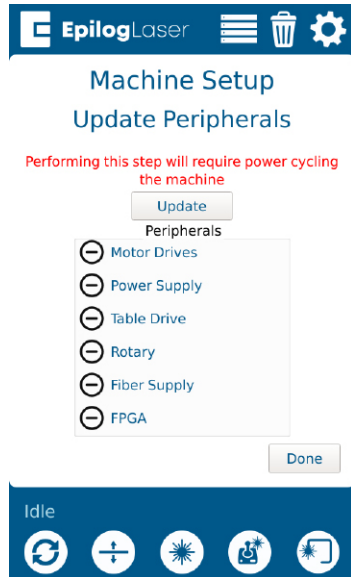 EpilogLaser
Machine Setup
Update Peripherals
Performing this step will require power cycling
the machine
Update
Peripherals
Motor Drives
Power Supply
Table Drive
Rotary
Fiber Supply
FPGA
Done
Idle